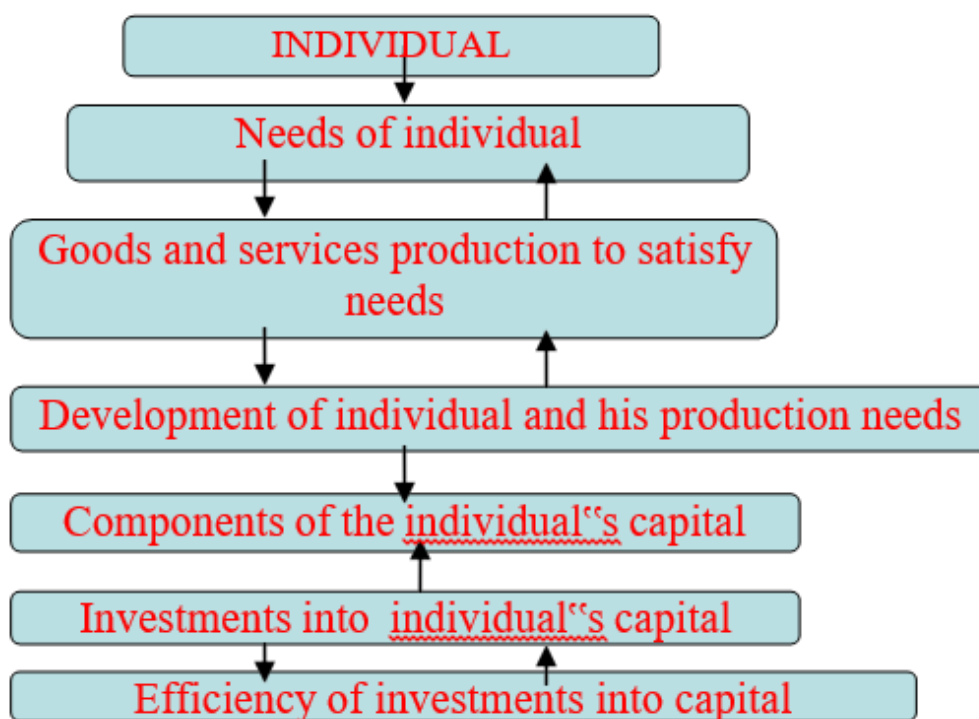 INDIVIDUAL
Needs of individual
Goods and services production to satisfy
needs
Development of individual and his production needs
Components of the individual‟s capital
Investments into individual‟s capital
Efficiency of investments into capital